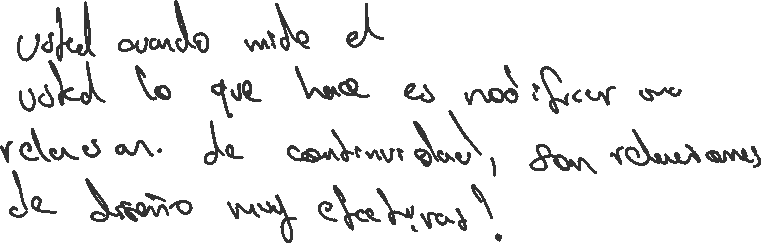 usted cuando mide el
usted lo que hace es modificar una
relacion. de continuidad, son relaciones
de diseño muy efectivas!